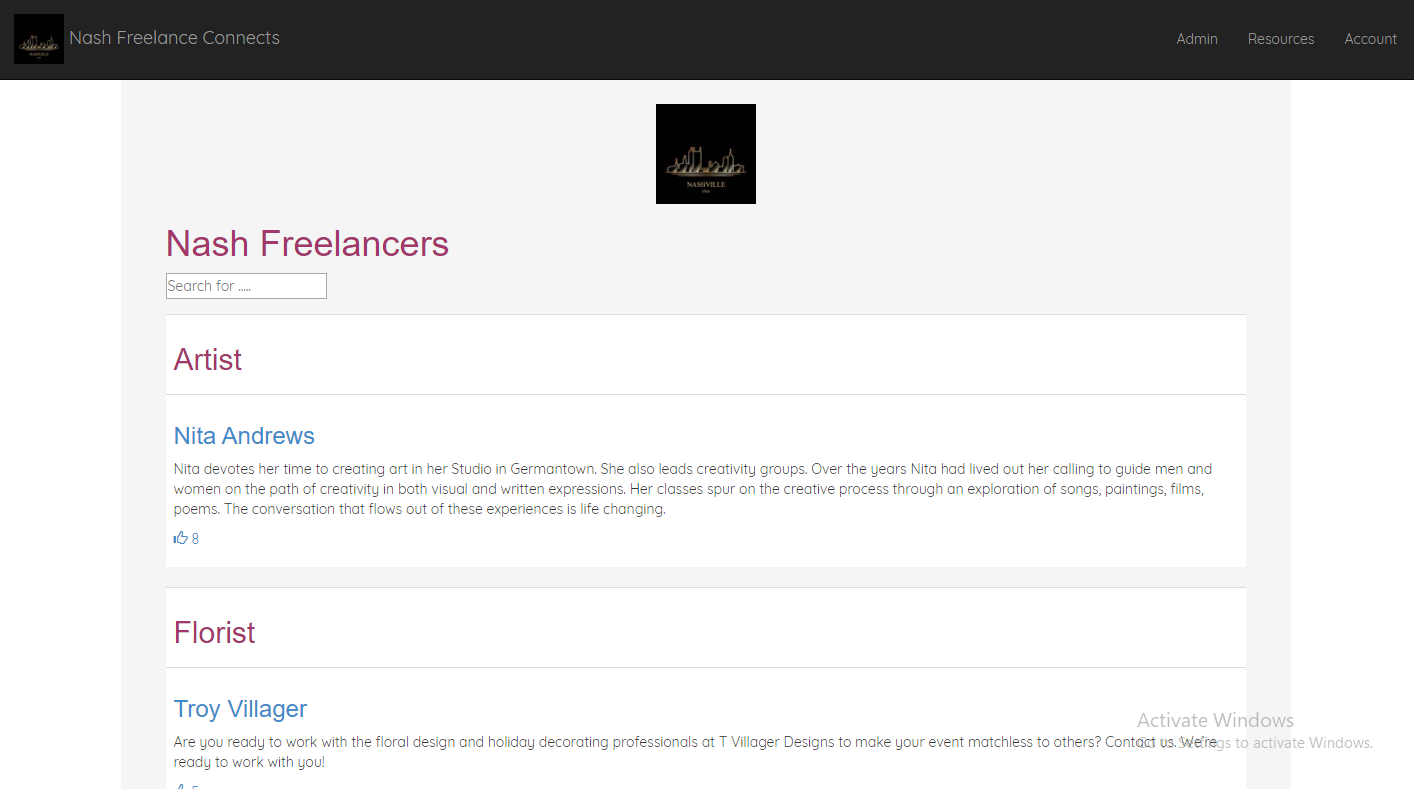 Nash Freelance Connects
Admin
Resources
Account
NASHVILLE
Nash Freelancers
Search for .....
Artist
Nita Andrews
Nita devotes her time to creating art in her Studio in Germantown. She also leads creativity groups. Over the years Nita had lived out her calling to guide men and
women on the path of creativity in both visual and written expressions. Her classes spur on the creative process through an exploration of songs, paintings, films,
poems. The conversation that flows out of these experiences is life changing.
8
Florist
Troy Villager
Are you ready to work with the floral design and holiday decorating professionals at T Villager Designs to make your event matchless to others? Contact us. We're
ready to work with you!
Activate Windows
Go to Settings to activate Windows.